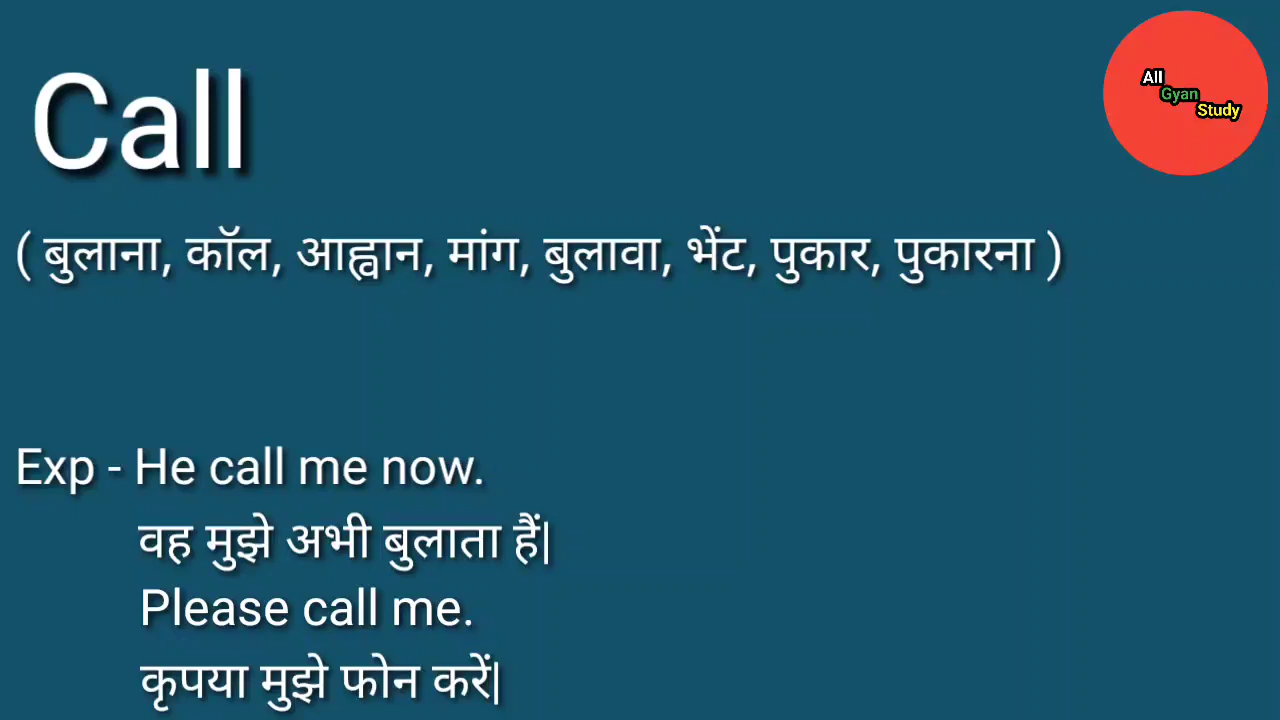 Call
All
Gyan
Study
( बुलाना, कॉल, आह्वान, मांग, बुलावा, भेंट, पुकार, पुकारना )
Exp - He call me now.
वह मुझे अभी बुलाता हैं|
Please call me.
कृपया मुझे फोन करें|